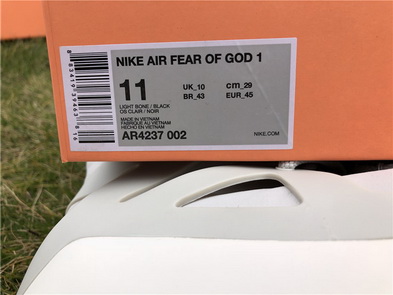 NIKE AIR FEAR OF GOD 1
11
UK_10 cm_29
BR_43 EUR_45
LIGHT BONE / BLACK
OS CLAIR / NOIR
MADE IN VIETNAM
FABRIQUE AU VIETNAM
HECHO EN VIETNAM
AR4237 002
NIKE.COM